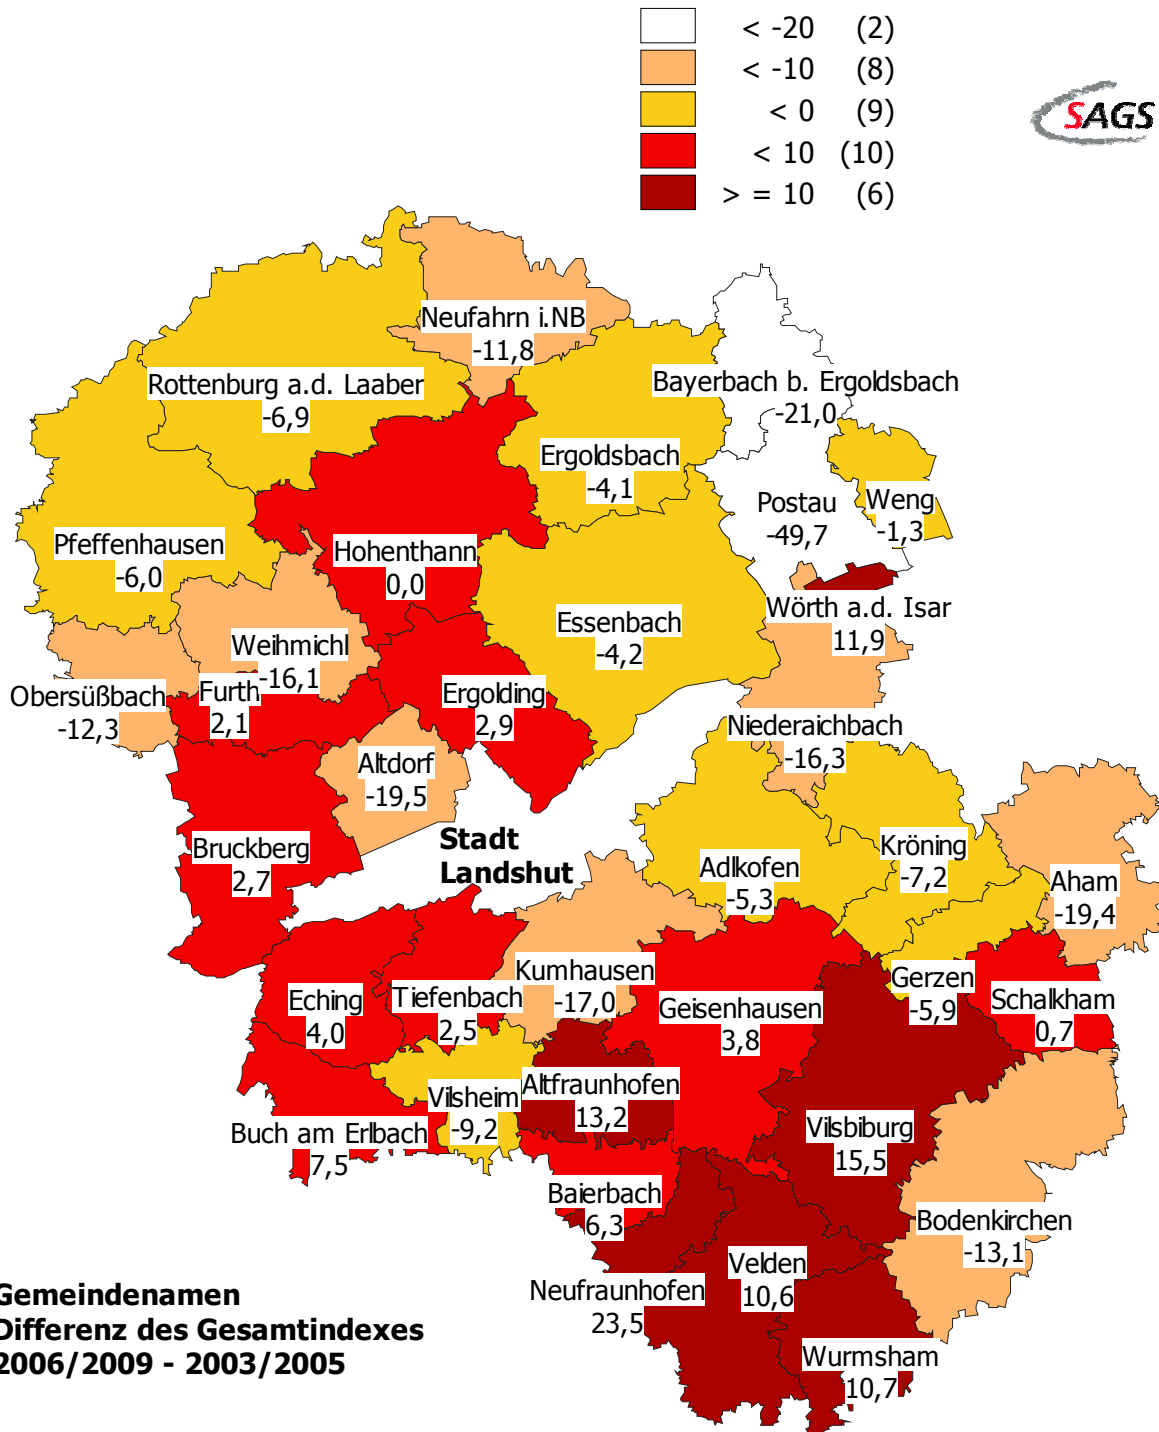 < -20 (2)
< -10 (8)
< 0 (9)
< 10 (10)
> = 10 (6)
SAGS
Neufahrn i.NB
-11,8
Rottenburg a.d. Laaber
-6,9
Bayerbach b. Ergoldsbach
-21,0
Ergoldsbach
-4,1
Postau
-49,7
Weng
-1,3
Pfeffenhausen
-6,0
Hohenthann
0,0
Wörth a.d. Isar
11,9
Essenbach
-4,2
Weihmichl
-16,1
Obersüßbach
-12,3
Furth
2,1
Ergolding
2,9
Niederaichbach
-16,3
Altdorf
-19,5
Stadt
Landshut
Bruckberg
2,7
Adlkofen
-5,3
Kröning
-7,2
Aham
-19,4
Kumhausen
-17,0
Gerzen
-5,9
Eching
4,0
Tiefenbach
2,5
Geisenhausen
3,8
Schalkham
0,7
Vilsheim
-9,2
Altfraunhofen
13,2
Buch am Erlbach
7,5
Vilsbiburg
15,5
Baierbach
6,3
Bodenkirchen
-13,1
Velden
10,6
Neufraunhofen
23,5
Wurmsham
10,7
Gemeindenamen
Differenz des Gesamtindexes
2006/2009 - 2003/2005